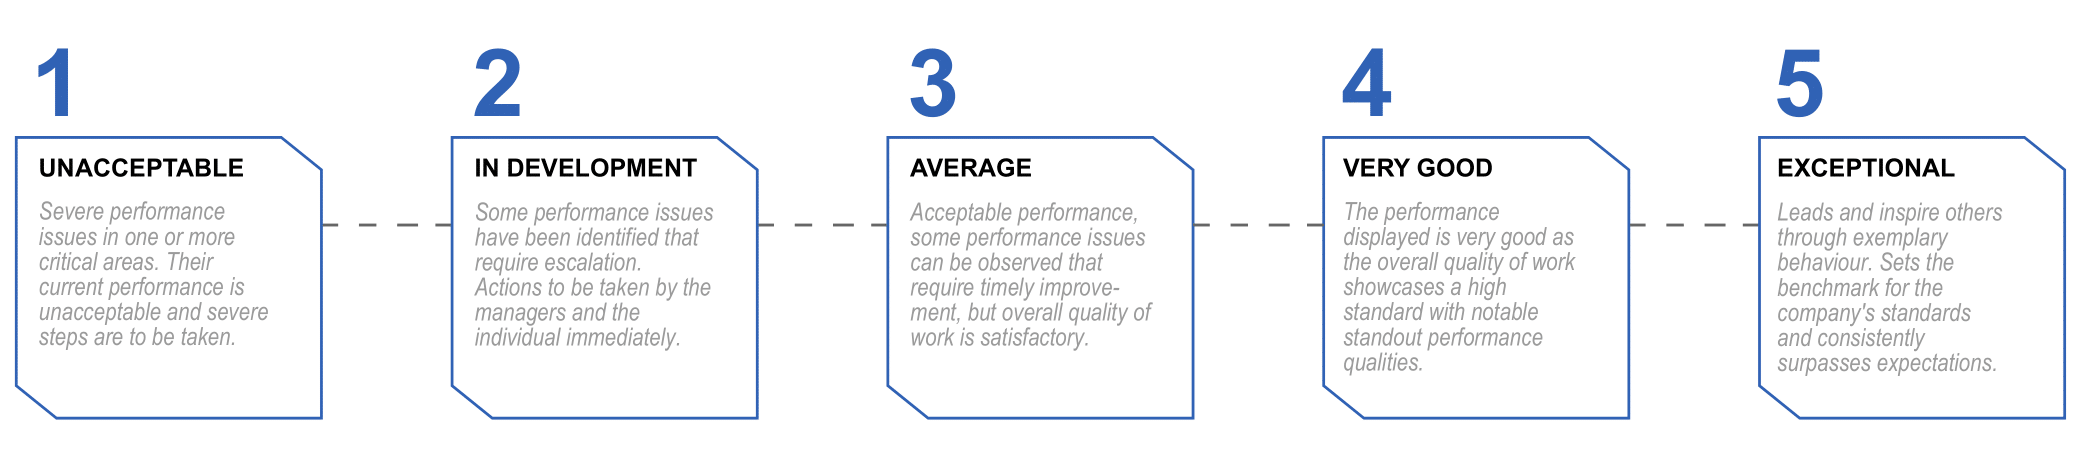 1
UNACCEPTABLE
Severe performance
issues in one or more
critical areas. Their
current performance is
unacceptable and severe
steps are to be taken.
2
IN DEVELOPMENT
Some performance issues
have been identified that
require escalation.
Actions to be taken by the
managers and the
individual immediately.
3
AVERAGE
Acceptable performance,
some performance issues
can be observed that
require timely improve-
ment, but overall quality of
work is satisfactory.
4
VERY GOOD
The performance
displayed is very good as
the overall quality of work
showcases a high
standard with notable
standout performance
qualities.
5
EXCEPTIONAL
Leads and inspire others
through exemplary
behaviour. Sets the
benchmark for the
company's standards
and consistently
surpasses expectations.